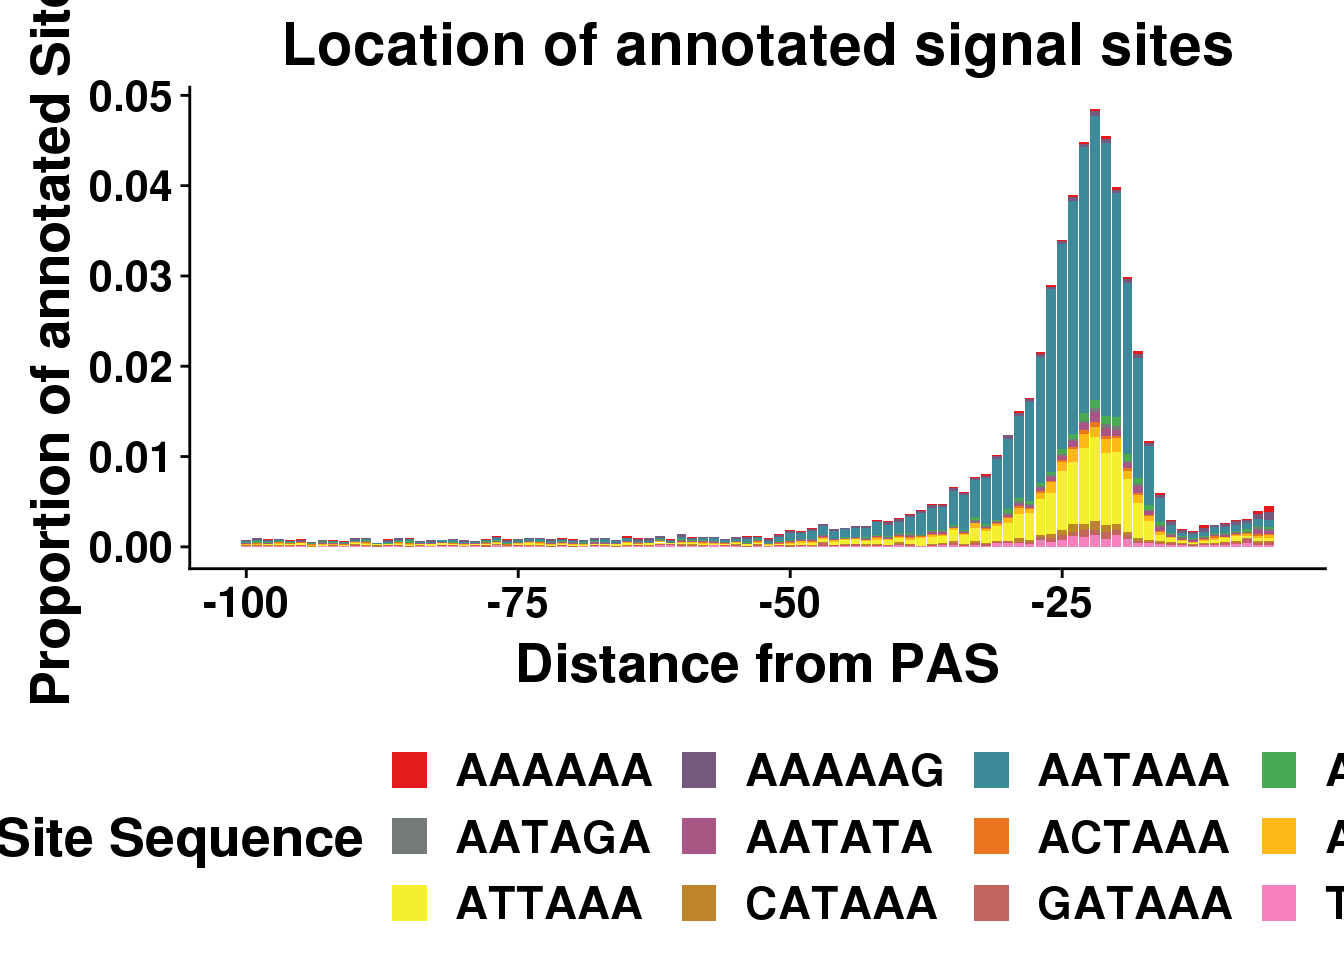 Location of annotated signal sites
Proportion of annotated Site
0.05
0.04
0.03
0.02
0.01
0.00
-100 -75 -50 -25
Distance from PAS
Site Sequence
AAAAAA AAAAAG AATAAA A
AATAGA AATATA ACTAAA A
ATTAAA CATAAA GATAAA T